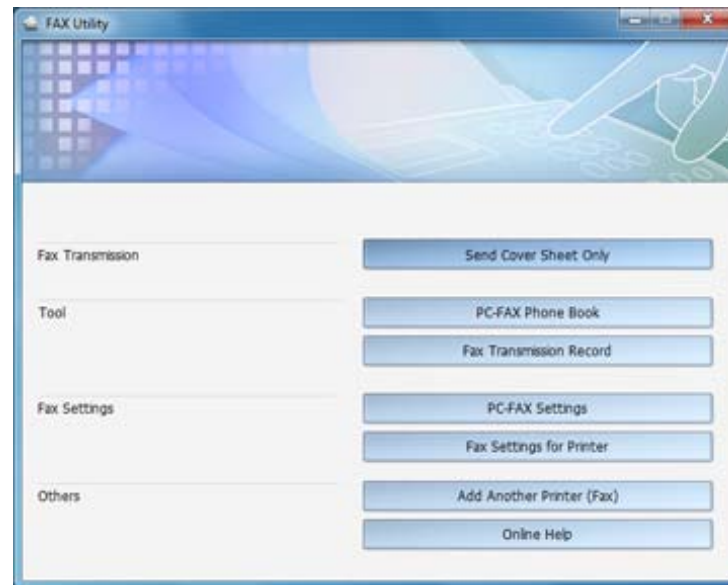 FAX Utility
Fax Transmission
Send Cover Sheet Only
Tool
PC-FAX Phone Book
Fax Transmission Record
Fax Settings
PC-FAX Settings
Fax Settings for Printer
Others
Add Another Printer (Fax)
Online Help